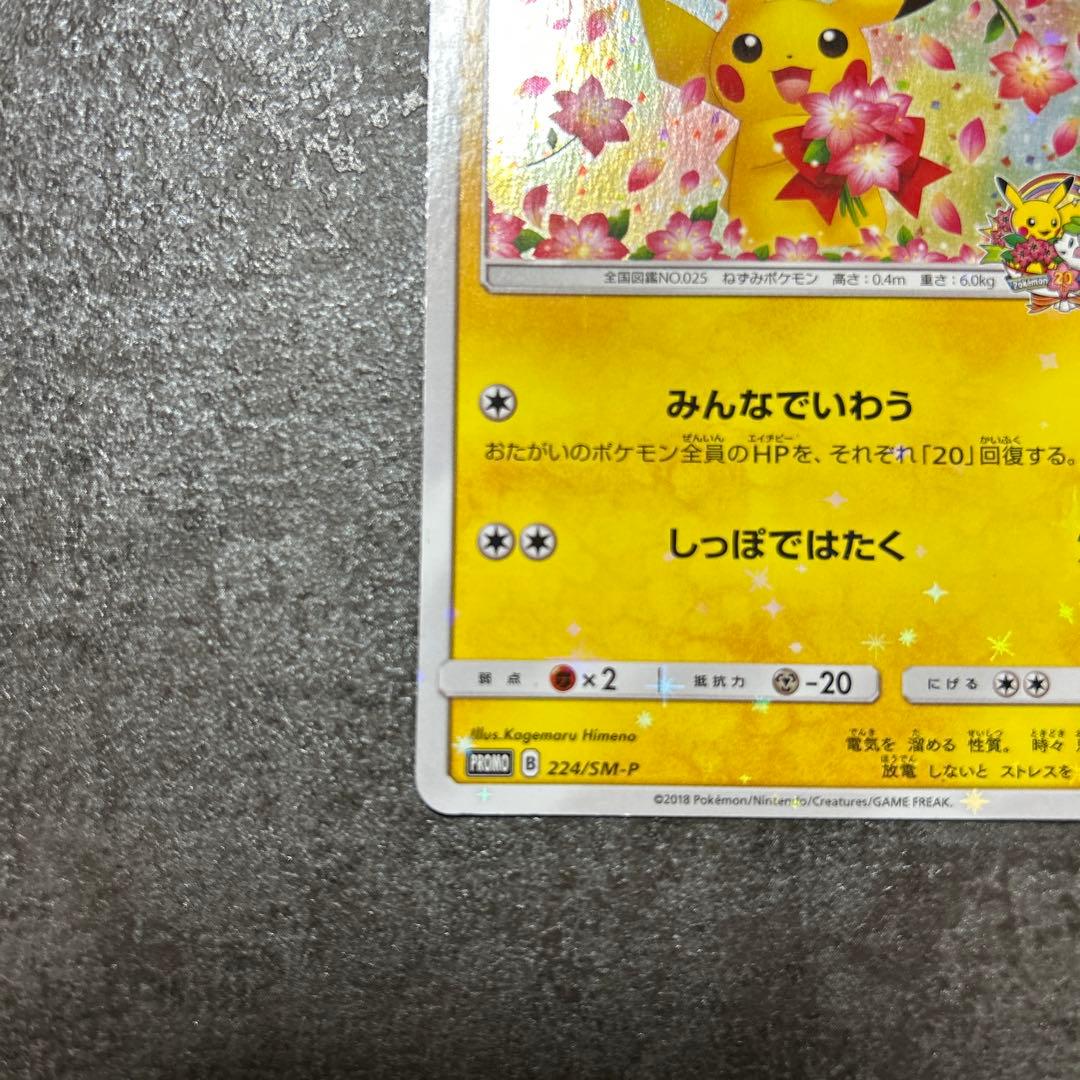 Pokémon 20
全国図鑑NO.025 ねずみポケモン 高さ:0.4m 重さ:6.0kg
みんなでいわう
おたがいのポケモン全員のHPを、それぞれ「20」回復する。
しっぽではたく
弱点 ×2 抵抗力 -20 にげる
Illus. Kagemaru Himeno
PROMO B 224/SM-P
電気を 溜める 性質。 時々
放電 しないと ストレスを
©2018 Pokémon/Nintendo/Creatures/GAME FREAK.